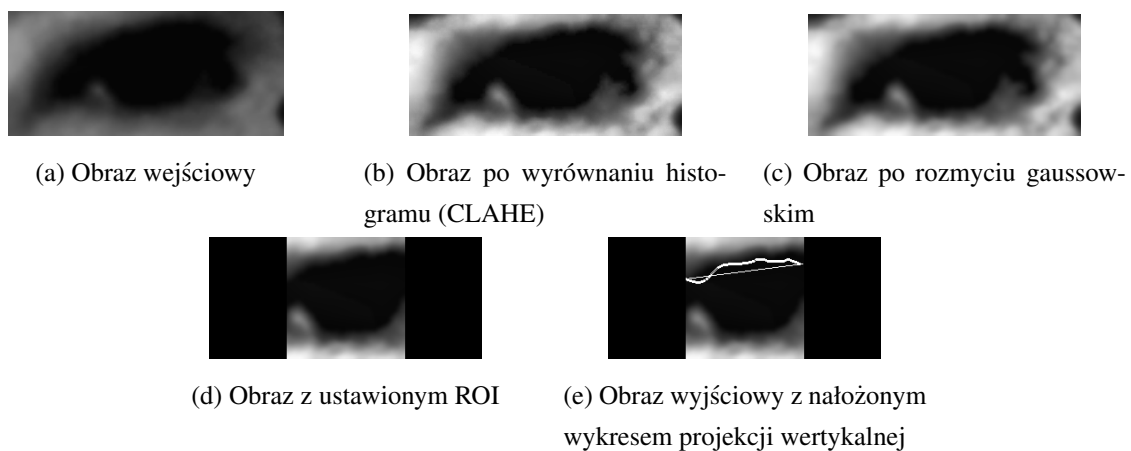 (a) Obraz wejściowy
(b) Obraz po wyrównaniu histo-
gramu (CLAHE)
(c) Obraz po rozmyciu gaussow-
skim
(d) Obraz z ustawionym ROI
(e) Obraz wyjściowy z nałożonym
wykresem projekcji wertykalnej